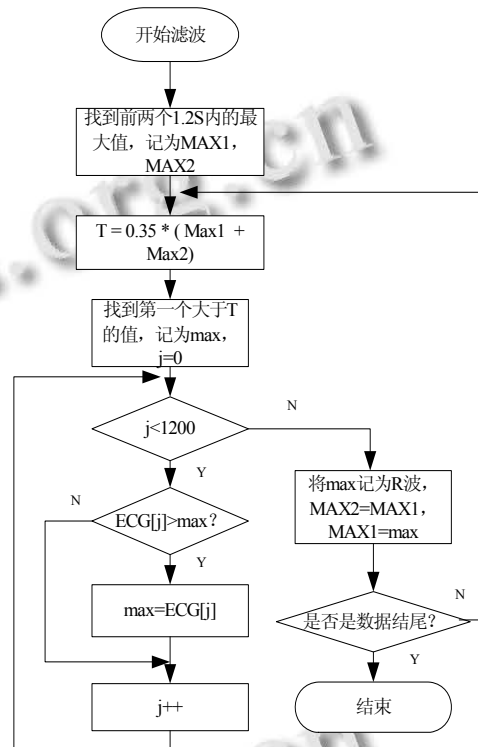 开始滤波
找到前两个1.2S内的最
大值，记为MAX1，
MAX2
T = 0.35 * ( Max1 +
Max2)
找到第一个大于T
的值，记为max，
j=0
j<1200
N
Y
ECG[j]>max？
N
Y
max=ECG[j]
j++
将max记为R波，
MAX2=MAX1，
MAX1=max
是否是数据结尾？
N
Y
结束
.org.cn